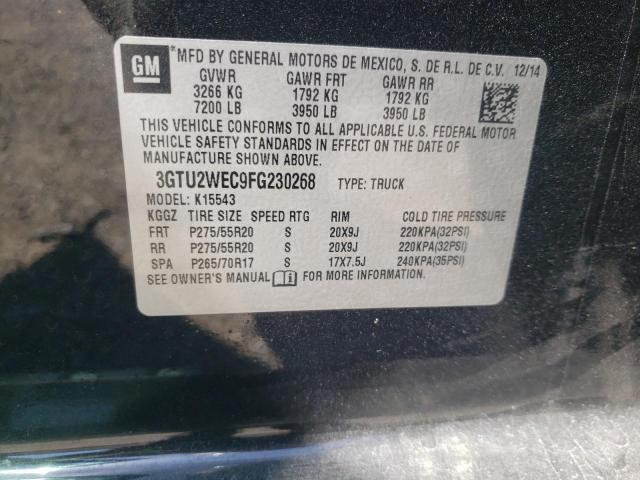 GM *MFD BY GENERAL MOTORS DE MEXICO, S. DE R.L. DE C.V. 12/14
GVWR GAWR FRT GAWR RR
3266 KG 1792 KG 1792 KG
7200 LB 3950 LB 3950 LB
THIS VEHICLE CONFORMS TO ALL APPLICABLE U.S. FEDERAL MOTOR
VEHICLE SAFETY STANDARDS IN EFFECT ON THE DATE OF
MANUFACTURE SHOWN ABOVE.
3GTU2WEC9FG230268 TYPE: TRUCK
MODEL: K15543
KGGZ TIRE SIZE SPEED RTG RIM COLD TIRE PRESSURE
FRT P275/55R20 S 20X9J 220KPA(32PSI)
RR P275/55R20 S 20X9J 220KPA(32PSI)
SPA P265/70R17 S 17X7.5J 240KPA(35PSI)
SEE OWNER'S MANUAL FOR MORE INFORMATION.